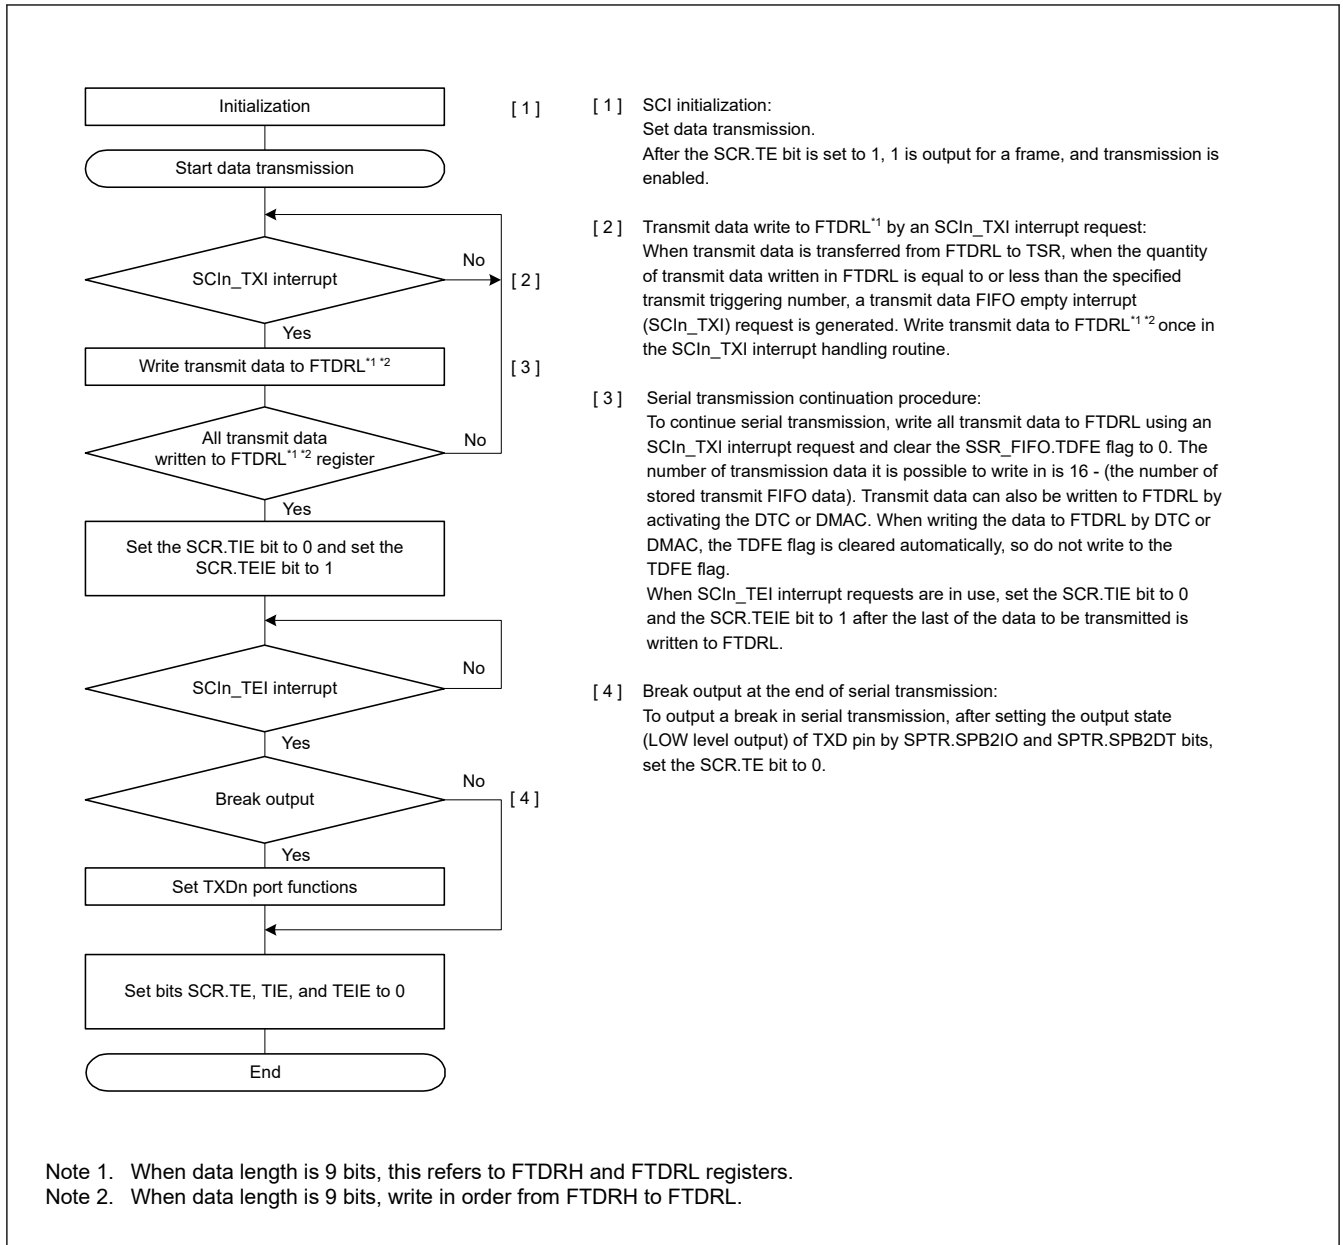 Initialization
[ 1 ]
Start data transmission
SCIn_TXI interrupt
No
[ 2 ]
Yes
Write transmit data to FTDRL*1 *2
[ 3 ]
All transmit data
written to FTDRL*1 *2 register
No
Yes
Set the SCR.TIE bit to 0 and set the
SCR.TEIE bit to 1
SCIn_TEI interrupt
No
Yes
Break output
No
[ 4 ]
Yes
Set TXDn port functions
Set bits SCR.TE, TIE, and TEIE to 0
End
[ 1 ] SCI initialization:
Set data transmission.
After the SCR.TE bit is set to 1, 1 is output for a frame, and transmission is
enabled.
[ 2 ] Transmit data write to FTDRL*1 by an SCIn_TXI interrupt request:
When transmit data is transferred from FTDRL to TSR, when the quantity
of transmit data written in FTDRL is equal to or less than the specified
transmit triggering number, a transmit data FIFO empty interrupt
(SCIn_TXI) request is generated. Write transmit data to FTDRL*1 *2 once in
the SCIn_TXI interrupt handling routine.
[ 3 ] Serial transmission continuation procedure:
To continue serial transmission, write all transmit data to FTDRL using an
SCIn_TXI interrupt request and clear the SSR_FIFO.TDFE flag to 0. The
number of transmission data it is possible to write in is 16 - (the number of
stored transmit FIFO data). Transmit data can also be written to FTDRL by
activating the DTC or DMAC. When writing the data to FTDRL by DTC or
DMAC, the TDFE flag is cleared automatically, so do not write to the
TDFE flag.
When SCIn_TEI interrupt requests are in use, set the SCR.TIE bit to 0
and the SCR.TEIE bit to 1 after the last of the data to be transmitted is
written to FTDRL.
[ 4 ] Break output at the end of serial transmission:
To output a break in serial transmission, after setting the output state
(LOW level output) of TXD pin by SPTR.SPB2IO and SPTR.SPB2DT bits,
set the SCR.TE bit to 0.
Note 1. When data length is 9 bits, this refers to FTDRH and FTDRL registers.
Note 2. When data length is 9 bits, write in order from FTDRH to FTDRL.